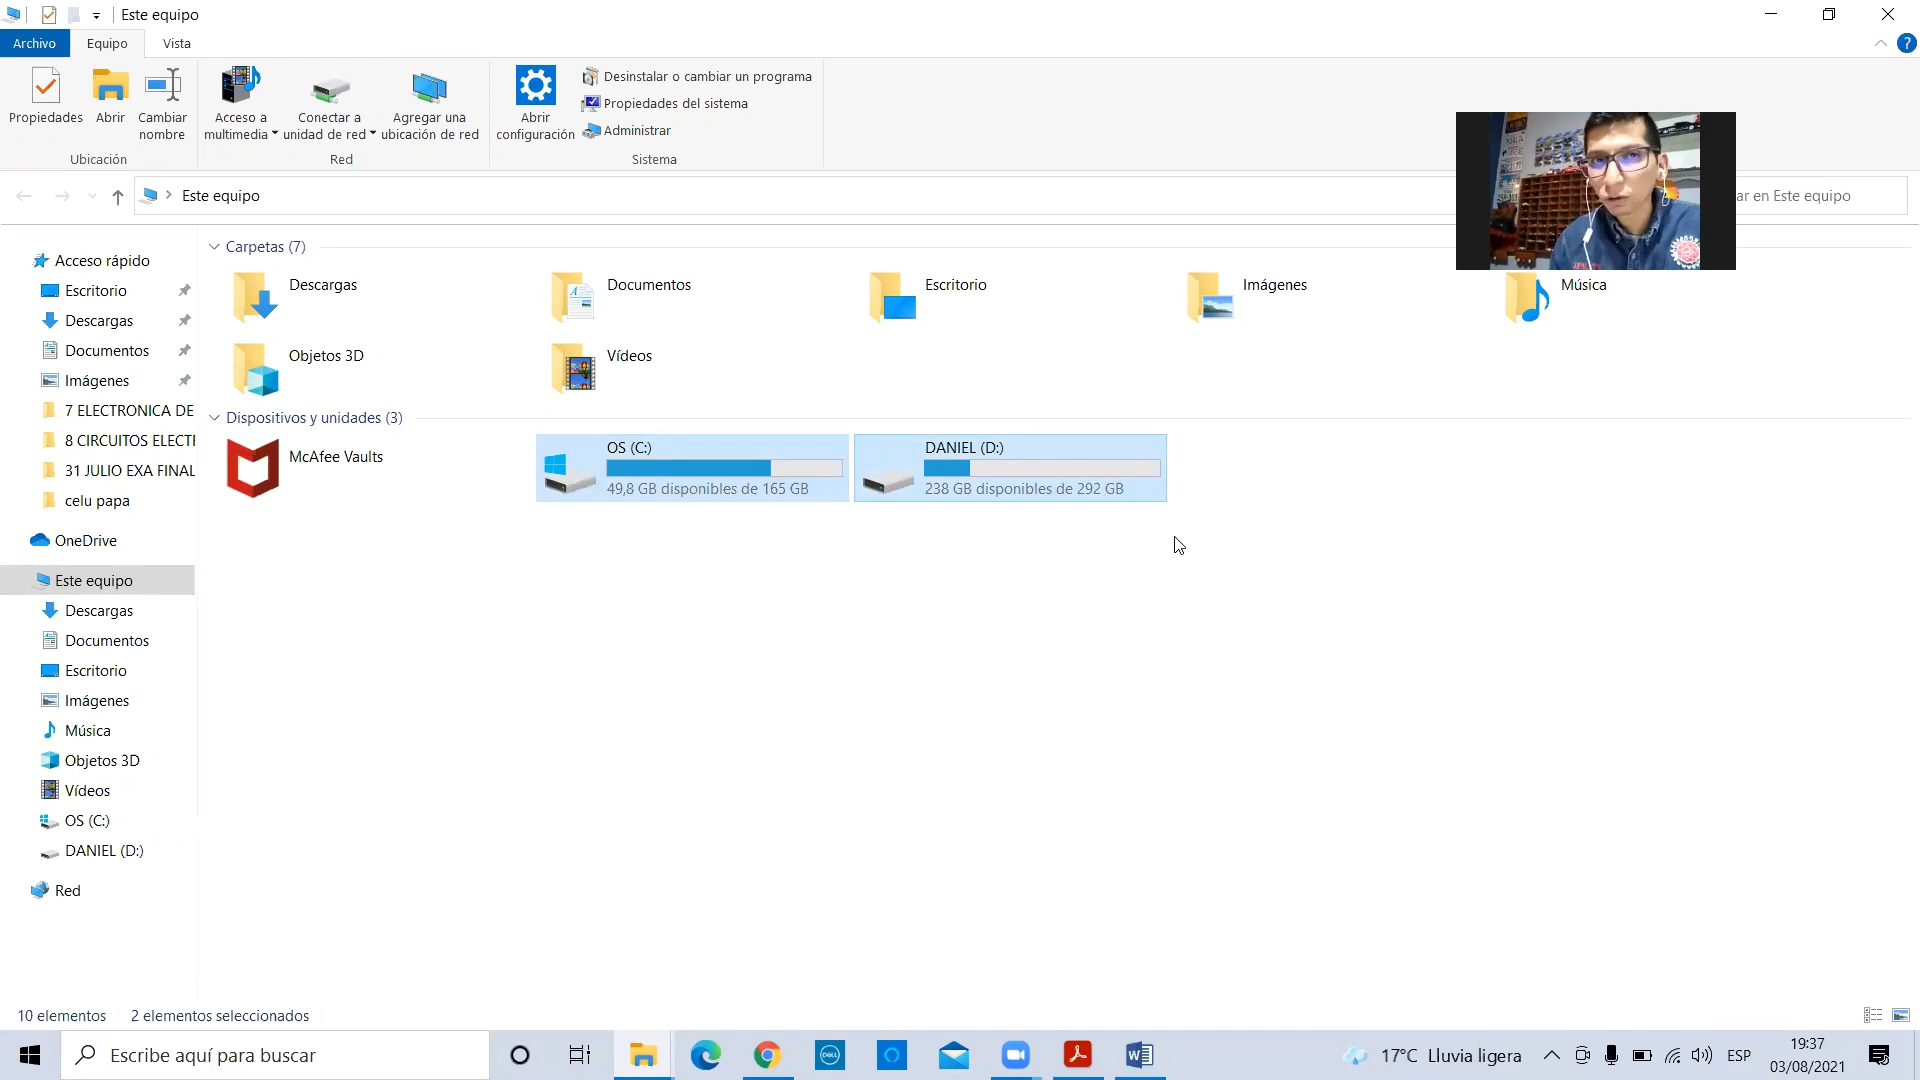 Este equipo
Archivo
Equipo
Vista
Propiedades
Abrir
Cambiar
nombre
Ubicación
Acceso a
multimedia
Conectar a
unidad de red
Agregar una
ubicación de red
Red
Abrir
configuración
Desinstalar o cambiar un programa
Propiedades del sistema
Administrar
Sistema
Este equipo
ar en Este equipo
Acceso rápido
Escritorio
Descargas
Documentos
Imágenes
7 ELECTRONICA DE
8 CIRCUITOS ELECTR
31 JULIO EXA FINAL
celu papa
OneDrive
Este equipo
Descargas
Documentos
Escritorio
Imágenes
Música
Objetos 3D
Vídeos
OS (C:)
DANIEL (D:)
Red
Carpetas (7)
Descargas
Documentos
Escritorio
Imágenes
Música
Objetos 3D
Vídeos
Dispositivos y unidades (3)
McAfee Vaults
OS (C:)
49,8 GB disponibles de 165 GB
DANIEL (D:)
238 GB disponibles de 292 GB
10 elementos
2 elementos seleccionados
Escribe aquí para buscar
DELL
17°C Lluvia ligera
ESP
19:37
03/08/2021